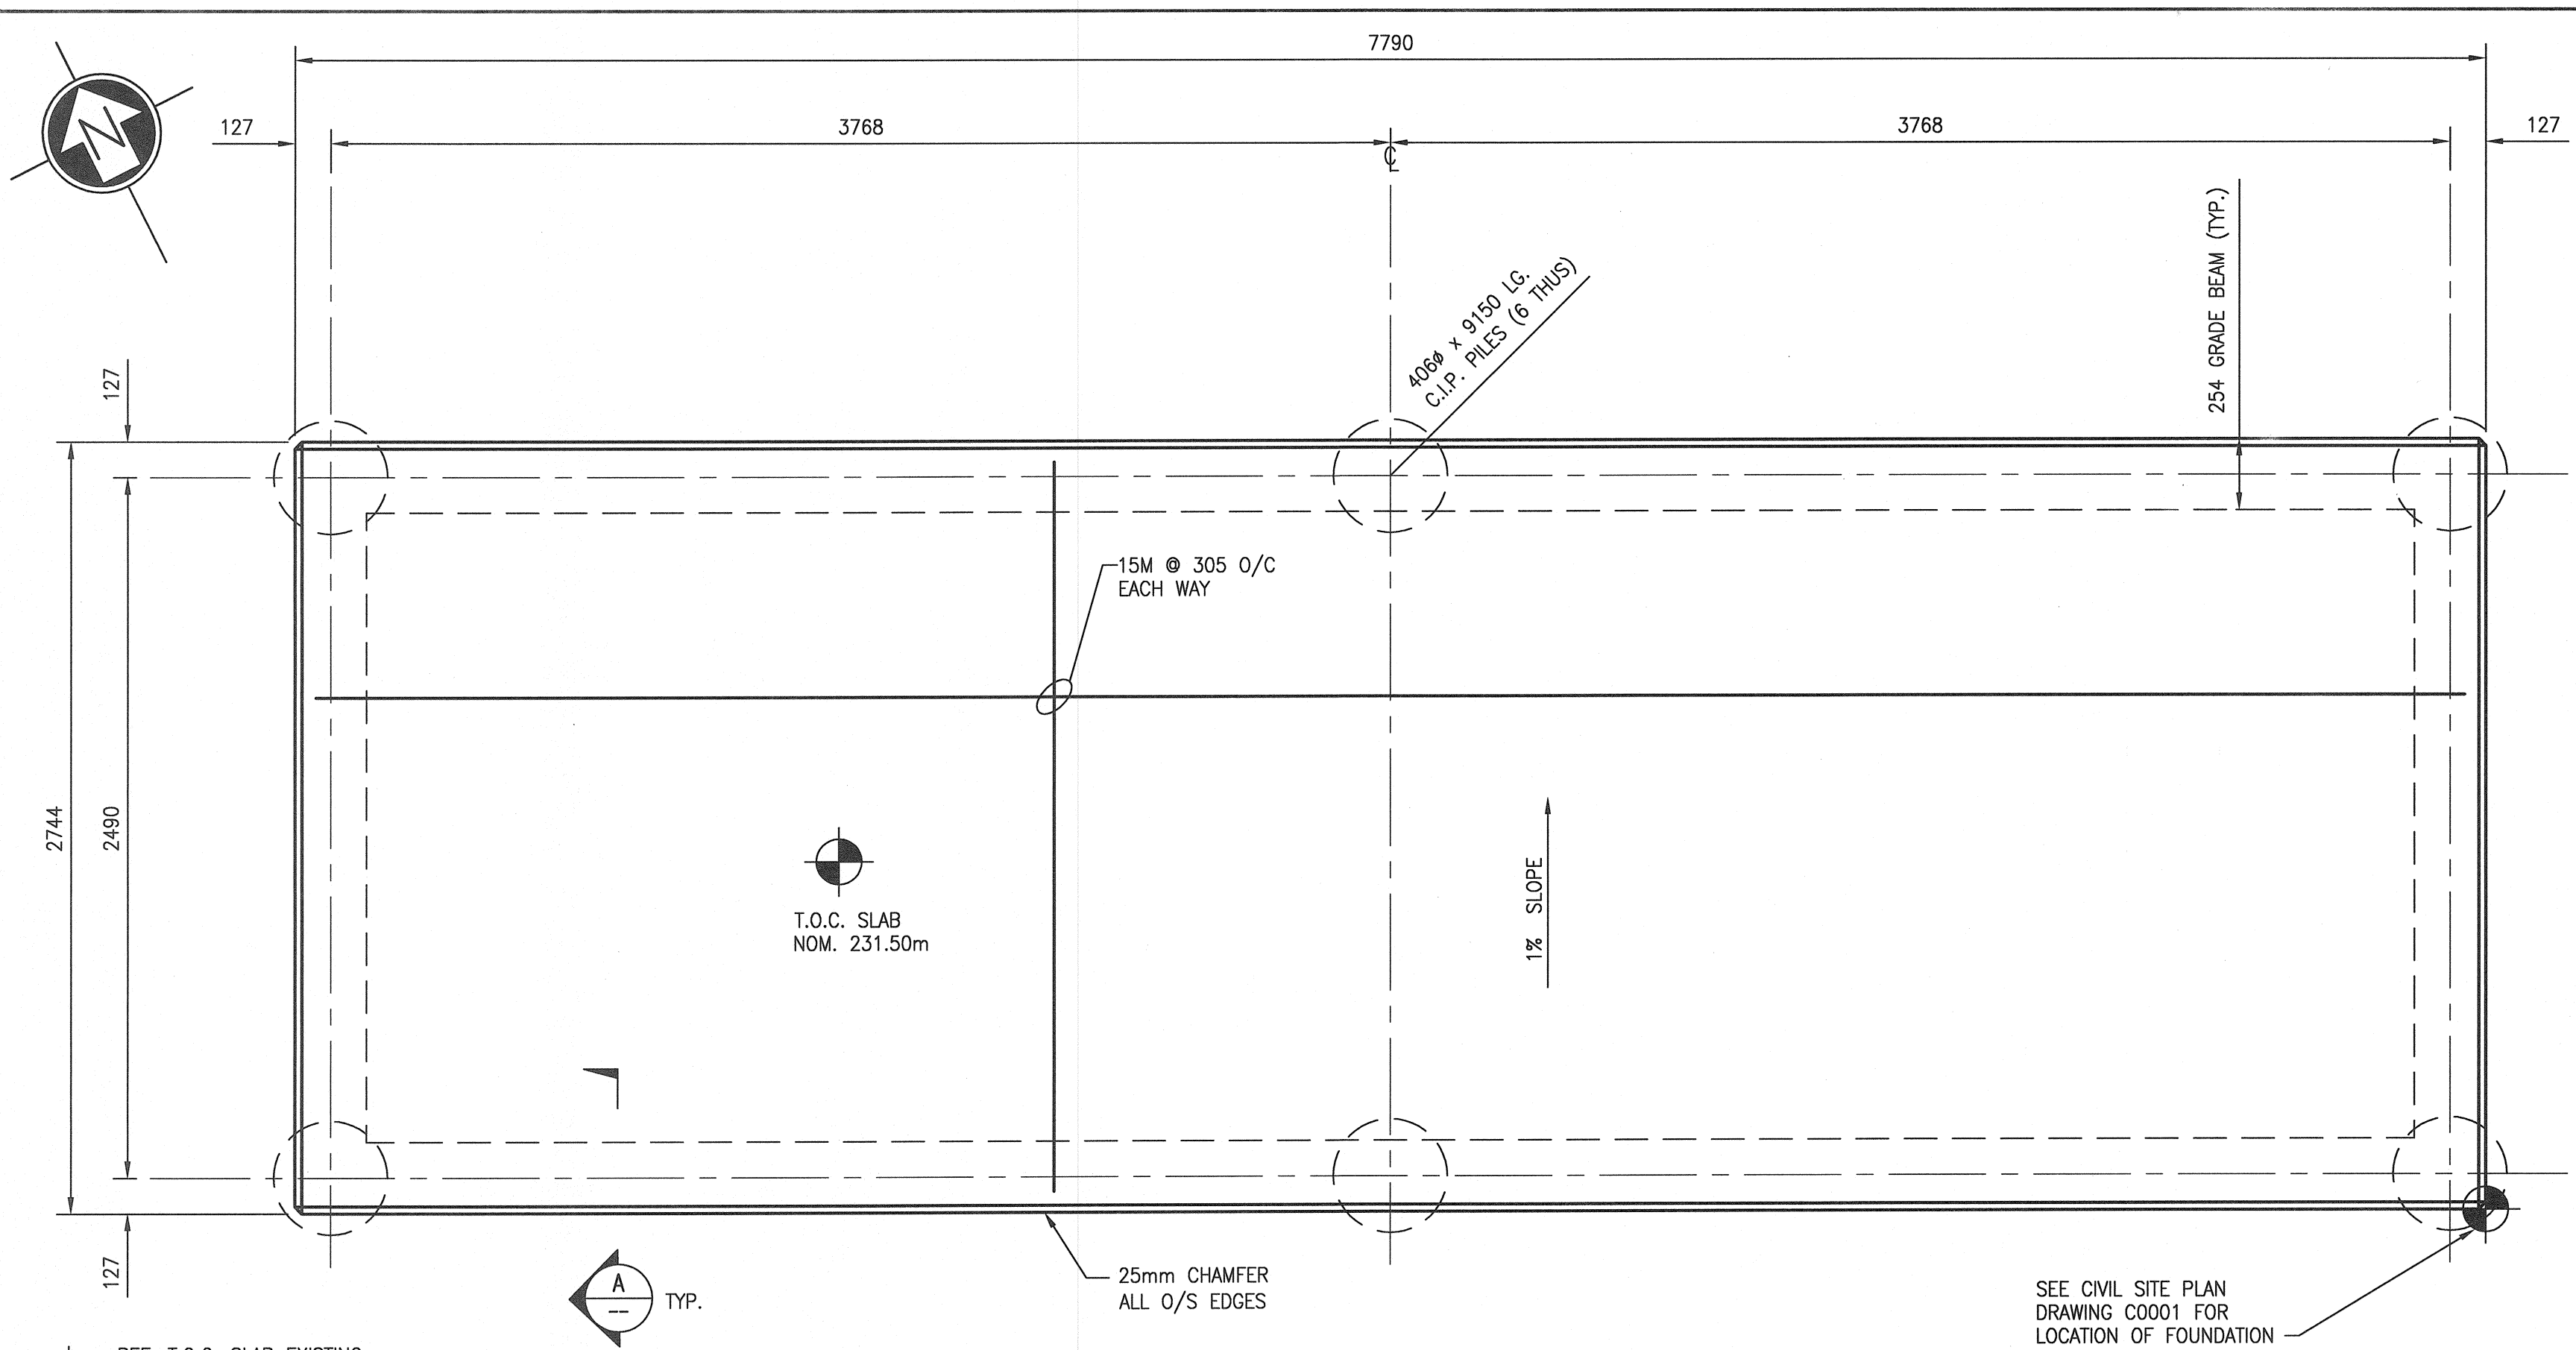 7790
N
127
3768
3768
127
C
L
254 GRADE BEAM (TYP.)
406ø x 9150 LG.
C.I.P. PILES (6 THUS)
127
15M @ 305 O/C
EACH WAY
2744
2490
1% SLOPE
T.O.C. SLAB
NOM. 231.50m
127
A
--
TYP.
25mm CHAMFER
ALL O/S EDGES
SEE CIVIL SITE PLAN
DRAWING C0001 FOR
LOCATION OF FOUNDATION